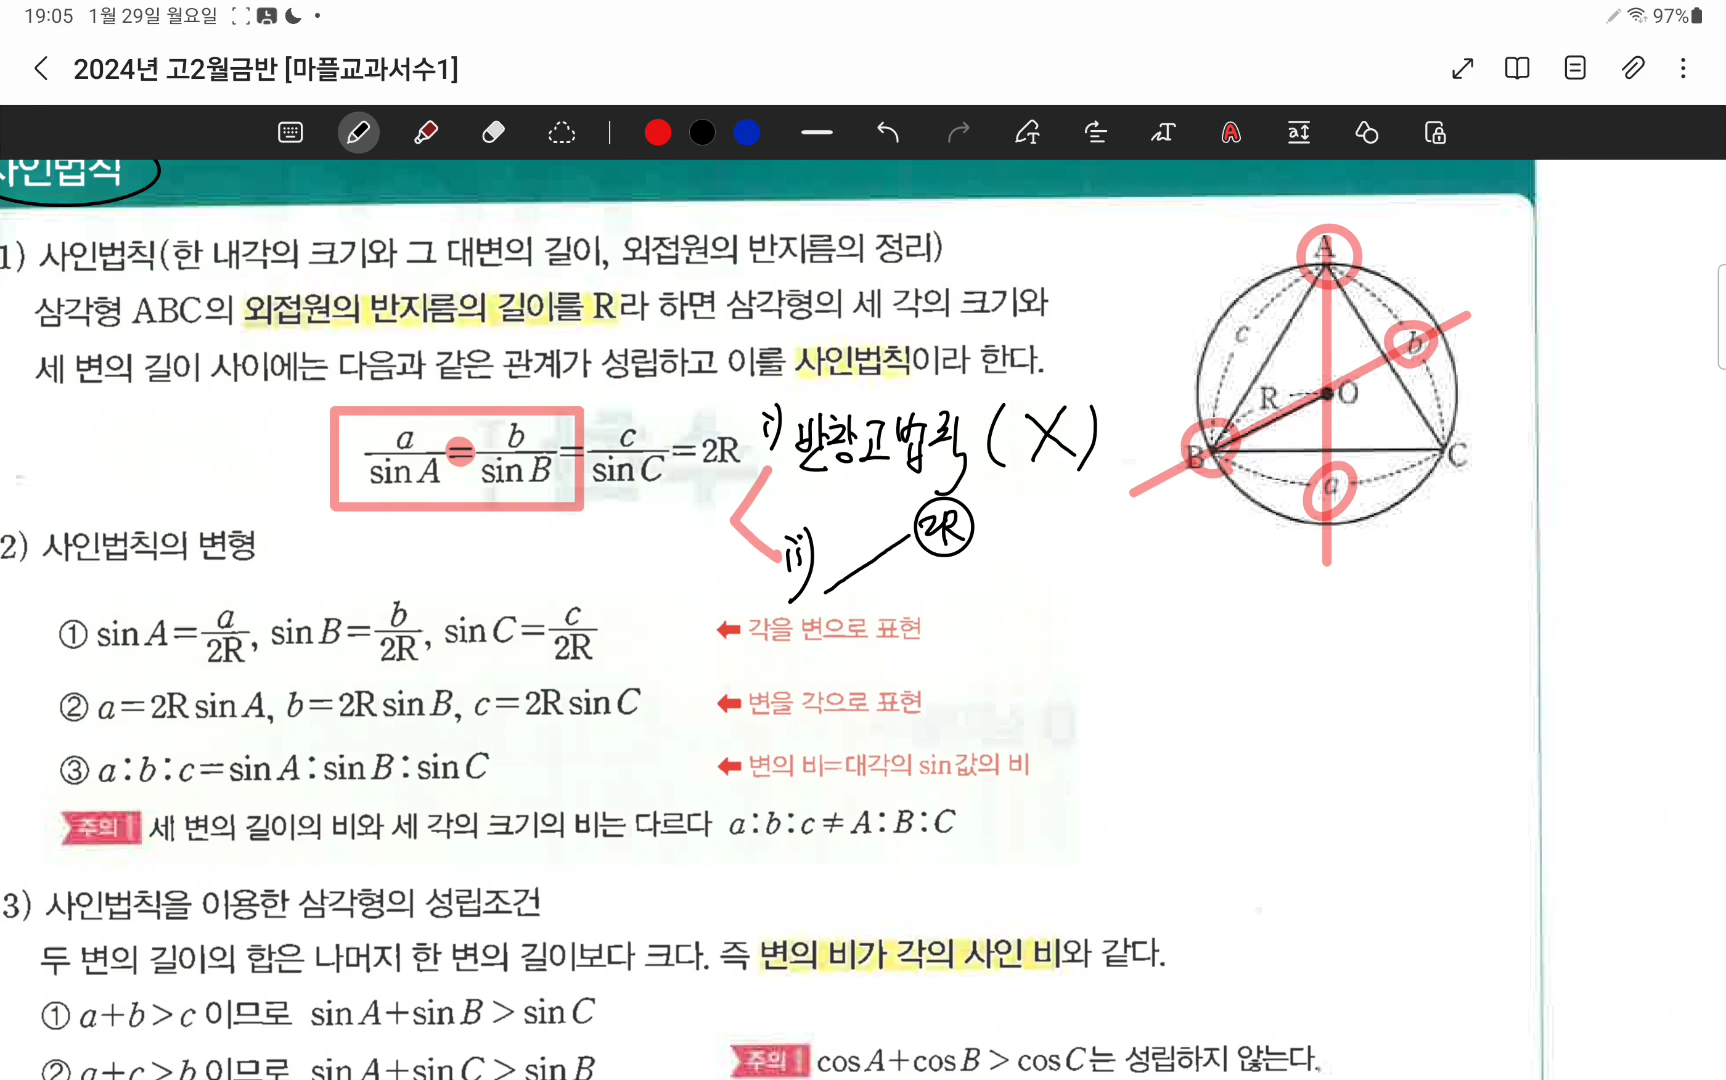 19:05 1월 29일 월요일
97%
2024년 고2월금반 [마플교과서수1]
사인법칙
1) 사인법칙(한 내각의 크기와 그 대변의 길이, 외접원의 반지름의 정리)
삼각형 ABC의 외접원의 반지름의 길이를 R라 하면 삼각형의 세 각의 크기와
세 변의 길이 사이에는 다음과 같은 관계가 성립하고 이를 사인법칙이라 한다.
a/sin A = b/sin B = c/sin C = 2R
i) 반창고법칙 ( X )
ii) 2R
A
c
b
R
O
B
C
a
2) 사인법칙의 변형
① sin A = a/2R, sin B = b/2R, sin C = c/2R ← 각을 변으로 표현
② a=2R sin A, b=2R sin B, c=2R sin C ← 변을 각으로 표현
③ a:b:c=sin A:sin B:sin C ← 변의 비=대각의 sin값의 비
주의! 세 변의 길이의 비와 세 각의 크기의 비는 다르다 a:b:c≠A:B:C
3) 사인법칙을 이용한 삼각형의 성립조건
두 변의 길이의 합은 나머지 한 변의 길이보다 크다. 즉 변의 비가 각의 사인 비와 같다.
① a+b>c 이므로 sin A+sin B>sin C
② a+c>b 이므로 sin A+sin C>sin B
주의! cos A+cos B>cos C는 성립하지 않는다.